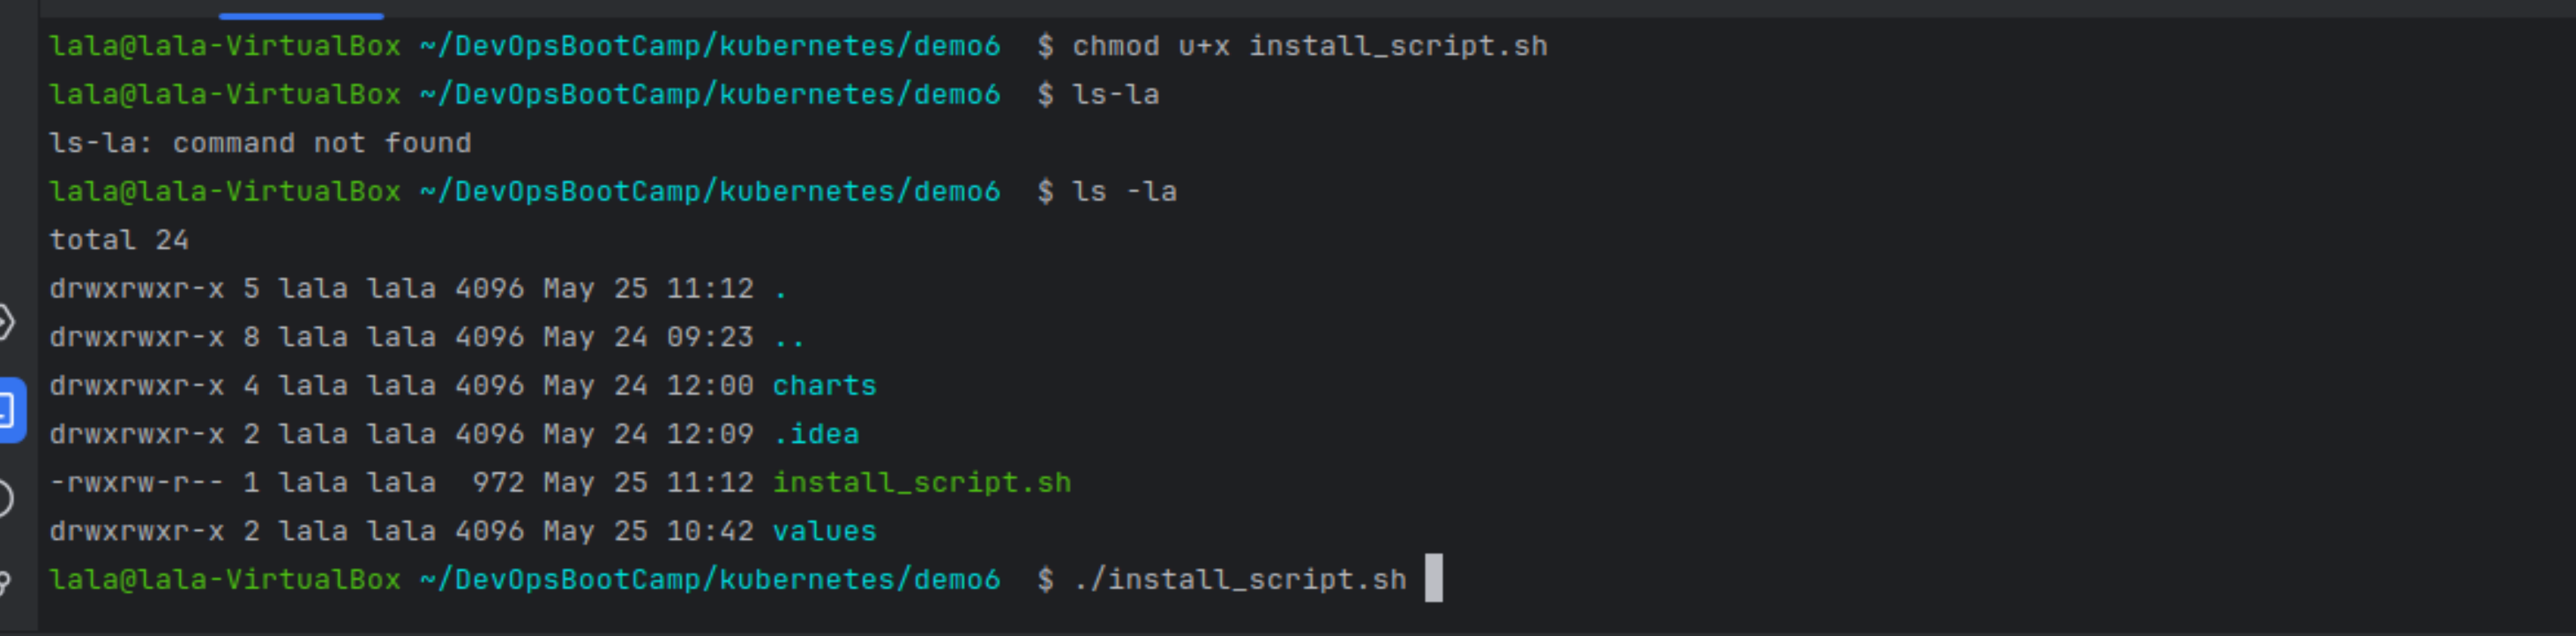 lala@lala-VirtualBox ~/DevOpsBootCamp/kubernetes/demo6  $ chmod u+x install_script.sh
lala@lala-VirtualBox ~/DevOpsBootCamp/kubernetes/demo6  $ ls-la
ls-la: command not found
lala@lala-VirtualBox ~/DevOpsBootCamp/kubernetes/demo6  $ ls -la
total 24
drwxrwxr-x 5 lala lala 4096 May 25 11:12 .
drwxrwxr-x 8 lala lala 4096 May 24 09:23 ..
drwxrwxr-x 4 lala lala 4096 May 24 12:00 charts
drwxrwxr-x 2 lala lala 4096 May 24 12:09 .idea
-rwxrw-r-- 1 lala lala  972 May 25 11:12 install_script.sh
drwxrwxr-x 2 lala lala 4096 May 25 10:42 values
lala@lala-VirtualBox ~/DevOpsBootCamp/kubernetes/demo6  $ ./install_script.sh